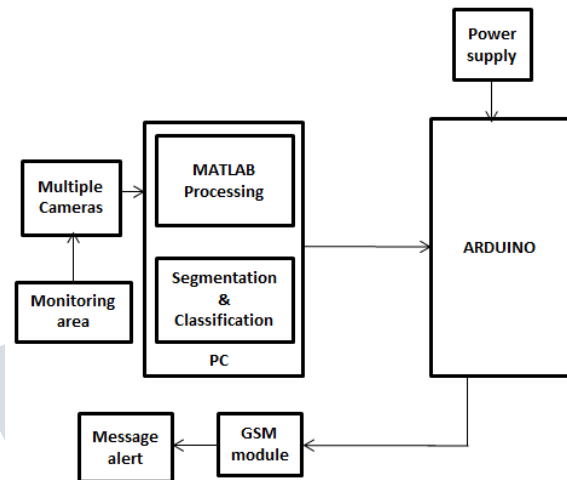 Power
supply
MATLAB
Processing
Multiple
Cameras
ARDUINO
Monitoring
area
Segmentation
&
Classification
PC
Message
alert
GSM
module